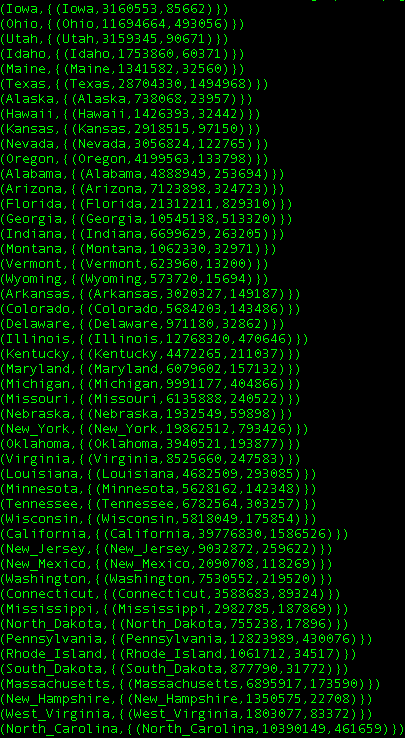 (Iowa,{(Iowa,3160553,85662)})
(Ohio,{(Ohio,11694664,493056)})
(Utah,{(Utah,3159345,90671)})
(Idaho,{(Idaho,1753860,60371)})
(Maine,{(Maine,1341582,32560)})
(Texas,{(Texas,28704330,1494968)})
(Alaska,{(Alaska,738068,23957)})
(Hawaii,{(Hawaii,1426393,32442)})
(Kansas,{(Kansas,2918515,97150)})
(Nevada,{(Nevada,3056824,122765)})
(Oregon,{(Oregon,4199563,133798)})
(Alabama,{(Alabama,4888949,253694)})
(Arizona,{(Arizona,7123898,324723)})
(Florida,{(Florida,21312211,829310)})
(Georgia,{(Georgia,10545138,513320)})
(Indiana,{(Indiana,6699629,263205)})
(Montana,{(Montana,1062330,32971)})
(Vermont,{(Vermont,623960,13200)})
(Wyoming,{(Wyoming,573720,15694)})
(Arkansas,{(Arkansas,3020327,149187)})
(Colorado,{(Colorado,5684203,143486)})
(Delaware,{(Delaware,971180,32862)})
(Illinois,{(Illinois,12768320,470646)})
(Kentucky,{(Kentucky,4472265,211037)})
(Maryland,{(Maryland,6079602,157132)})
(Michigan,{(Michigan,9991177,404866)})
(Missouri,{(Missouri,6135888,240522)})
(Nebraska,{(Nebraska,1932549,59898)})
(New_York,{(New_York,19862512,793426)})
(Oklahoma,{(Oklahoma,3940521,193877)})
(Virginia,{(Virginia,8525660,247583)})
(Louisiana,{(Louisiana,4682509,293085)})
(Minnesota,{(Minnesota,5628162,142348)})
(Tennessee,{(Tennessee,6782564,303257)})
(Wisconsin,{(Wisconsin,5818049,175854)})
(California,{(California,39776830,1586526)})
(New_Jersey,{(New_Jersey,9032872,259622)})
(New_Mexico,{(New_Mexico,2090708,118269)})
(Washington,{(Washington,7530552,219520)})
(Connecticut,{(Connecticut,3588683,89324)})
(Mississippi,{(Mississippi,2982785,187869)})
(North_Dakota,{(North_Dakota,755238,17896)})
(Pennsylvania,{(Pennsylvania,12823989,430076)})
(Rhode_Island,{(Rhode_Island,1061712,34517)})
(South_Dakota,{(South_Dakota,877790,31772)})
(Massachusetts,{(Massachusetts,6895917,173590)})
(New_Hampshire,{(New_Hampshire,1350575,22708)})
(West_Virginia,{(West_Virginia,1803077,83372)})
(North_Carolina,{(North_Carolina,10390149,461659)})